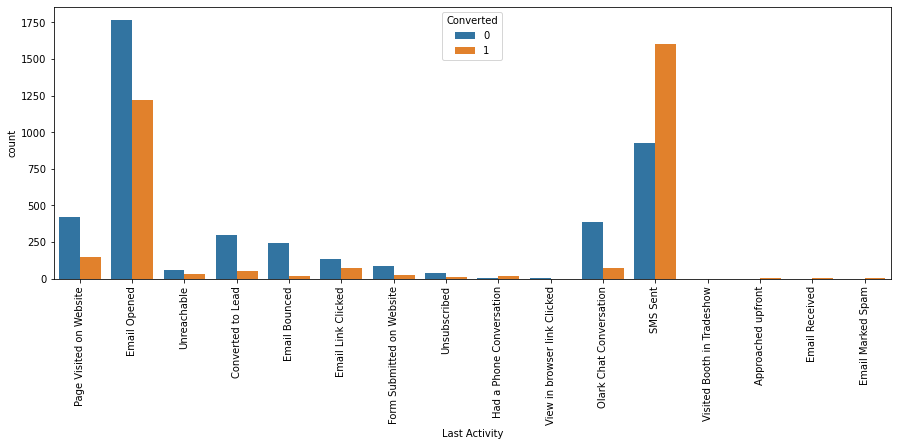 Converted
0
1
1750
1500
1250
1000
750
500
250
0
count
Page Visited on Website
Email Opened
Unreachable
Converted to Lead
Email Bounced
Email Link Clicked
Form Submitted on Website
Unsubscribed
Had a Phone Conversation
View in browser link Clicked
Olark Chat Conversation
SMS Sent
Visited Booth in Tradeshow
Approached upfront
Email Received
Email Marked Spam
Last Activity